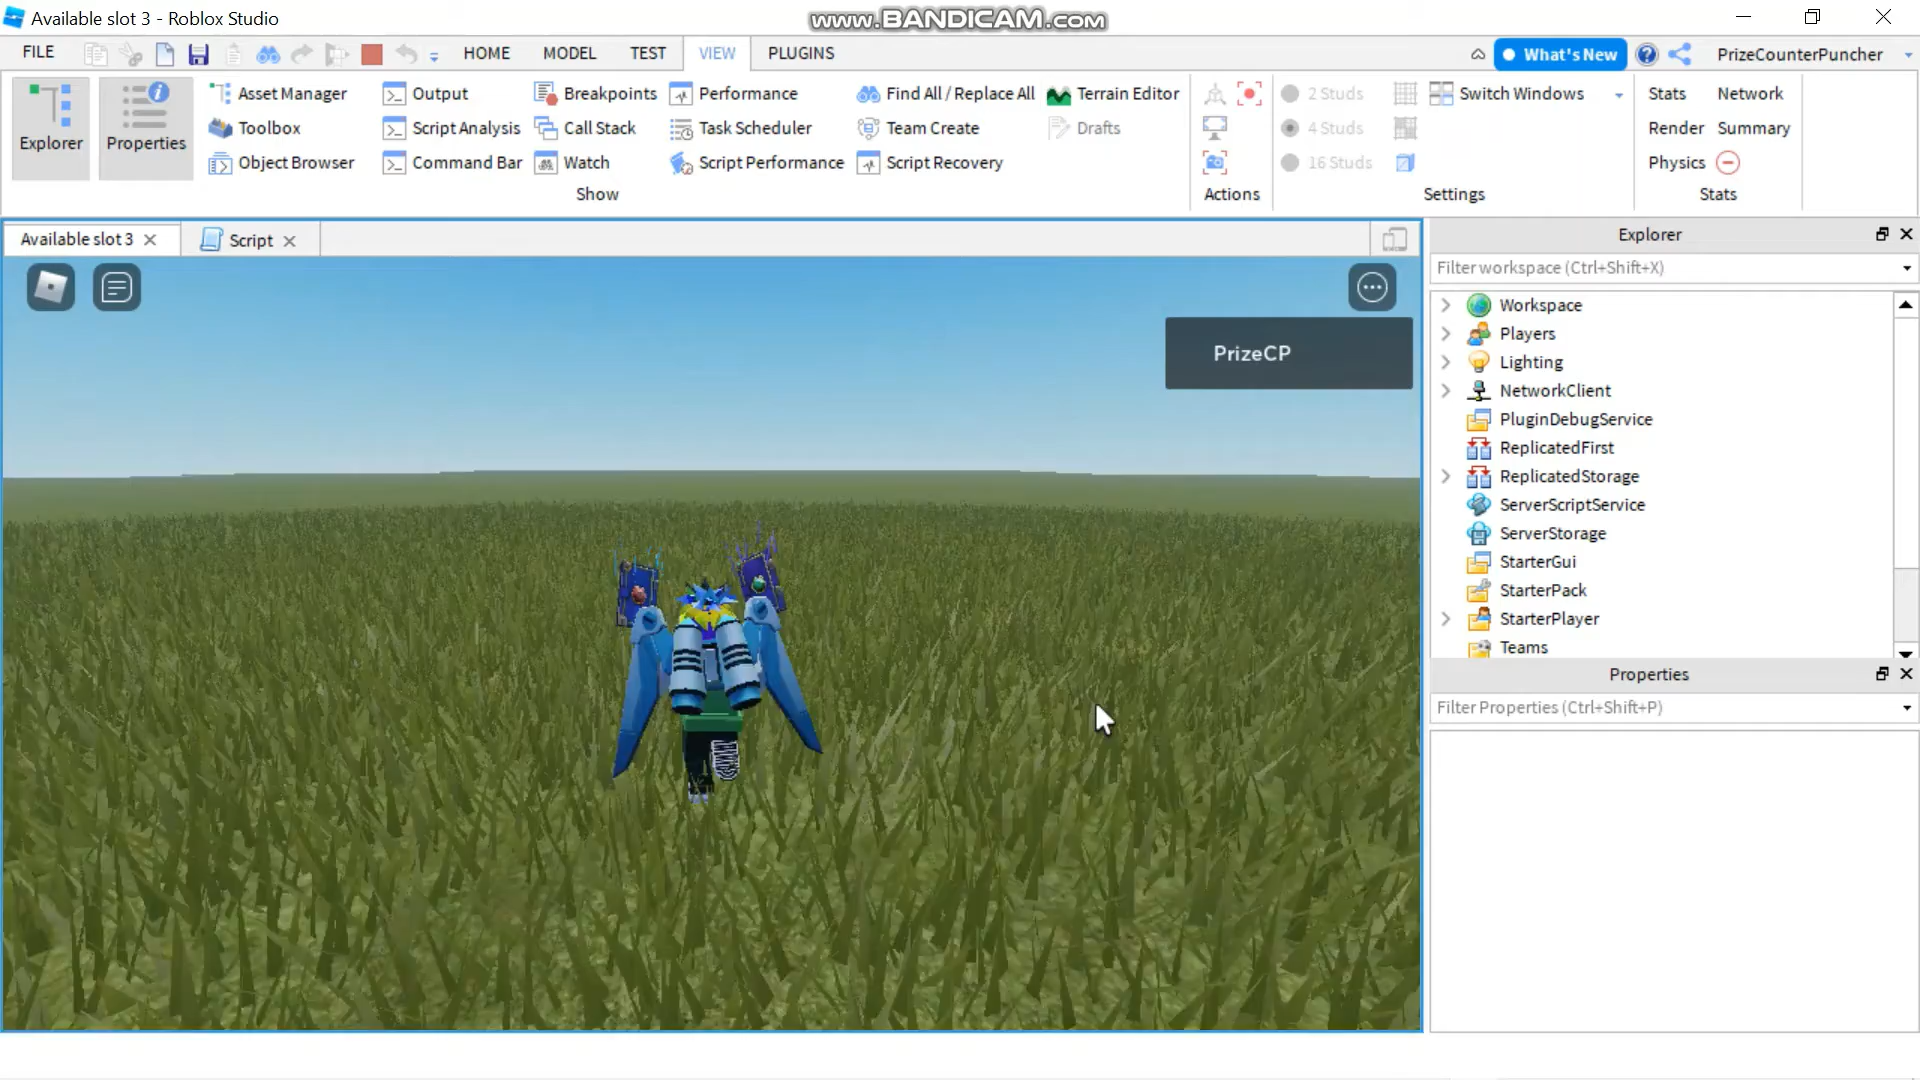 Available slot 3 - Roblox Studio
www.BANDICAM.com
FILE
HOME
MODEL
TEST
VIEW
PLUGINS
What's New
PrizeCounterPuncher
Explorer
Properties
Asset Manager
Toolbox
Object Browser
Output
Script Analysis
Command Bar
Breakpoints
Call Stack
Watch
Performance
Task Scheduler
Script Performance
Find All / Replace All
Team Create
Script Recovery
Terrain Editor
Drafts
Show
Actions
2 Studs
4 Studs
16 Studs
Switch Windows
Settings
Stats
Network
Render
Summary
Physics
Stats
Available slot 3
Script
PrizeCP
Explorer
Filter workspace (Ctrl+Shift+X)
Workspace
Players
Lighting
NetworkClient
PluginDebugService
ReplicatedFirst
ReplicatedStorage
ServerScriptService
ServerStorage
StarterGui
StarterPack
StarterPlayer
Teams
Properties
Filter Properties (Ctrl+Shift+P)